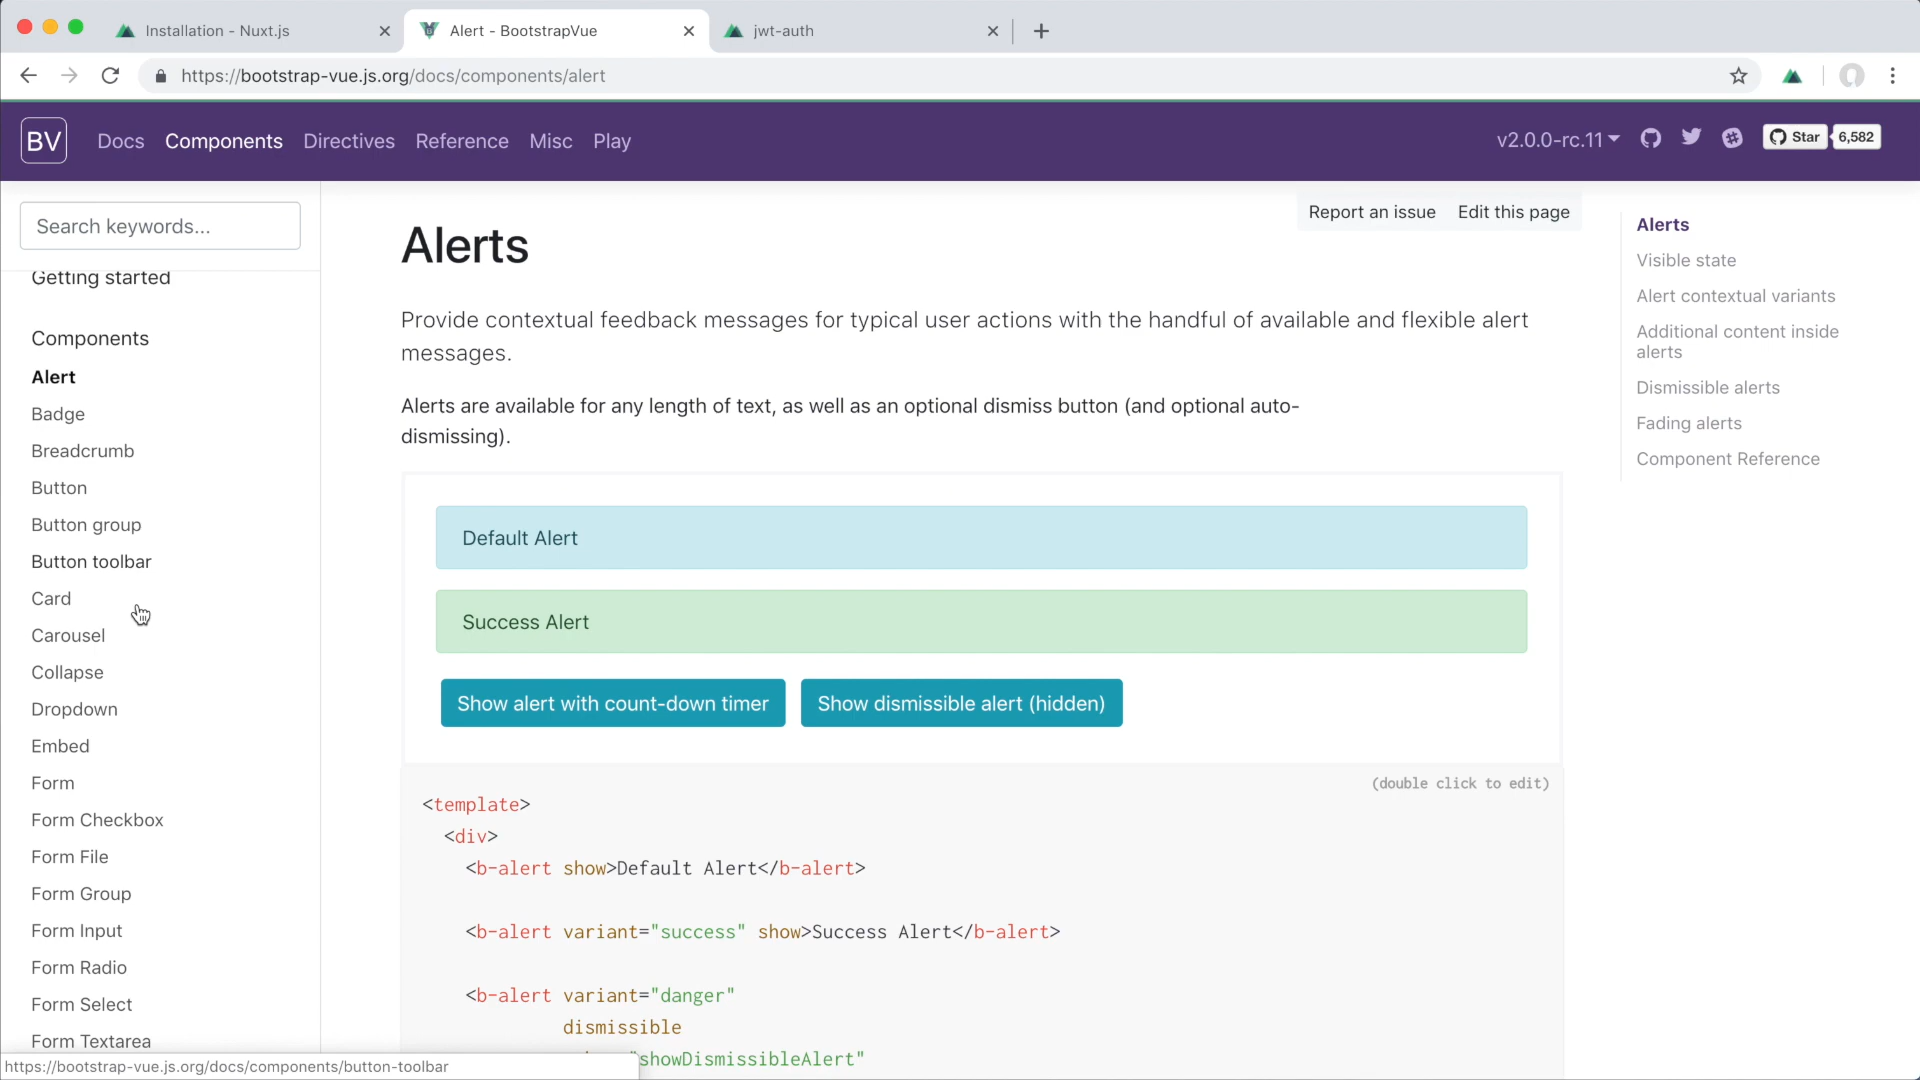 Installation - Nuxt.js
Alert - BootstrapVue
jwt-auth
https://bootstrap-vue.js.org/docs/components/alert
BV Docs Components Directives Reference Misc Play
v2.0.0-rc.11
Star 6,582
Search keywords...
Getting started
Components
Alert
Badge
Breadcrumb
Button
Button group
Button toolbar
Card
Carousel
Collapse
Dropdown
Embed
Form
Form Checkbox
Form File
Form Group
Form Input
Form Radio
Form Select
Form Textarea
Report an issue Edit this page
Alerts
Provide contextual feedback messages for typical user actions with the handful of available and flexible alert
messages.
Alerts are available for any length of text, as well as an optional dismiss button (and optional auto-
dismissing).
Default Alert
Success Alert
Show alert with count-down timer Show dismissible alert (hidden)
(double click to edit)
<template>
<div>
<b-alert show>Default Alert</b-alert>
<b-alert variant="success" show>Success Alert</b-alert>
<b-alert variant="danger"
dismissible
"showDismissibleAlert"
Alerts
Visible state
Alert contextual variants
Additional content inside
alerts
Dismissible alerts
Fading alerts
Component Reference
https://bootstrap-vue.js.org/docs/components/button-toolbar